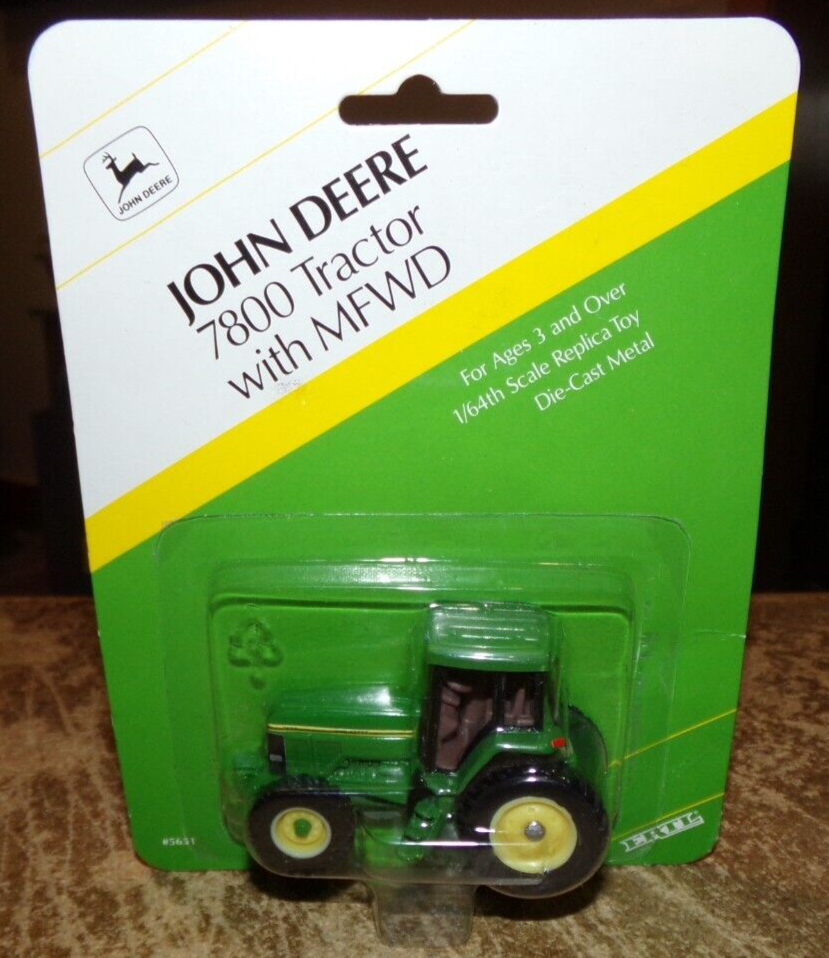 JOHN DEERE
JOHN DEERE
7800 Tractor
with MFWD
For Ages 3 and Over
1/64th Scale Replica Toy
Die-Cast Metal
#5651
ERTL